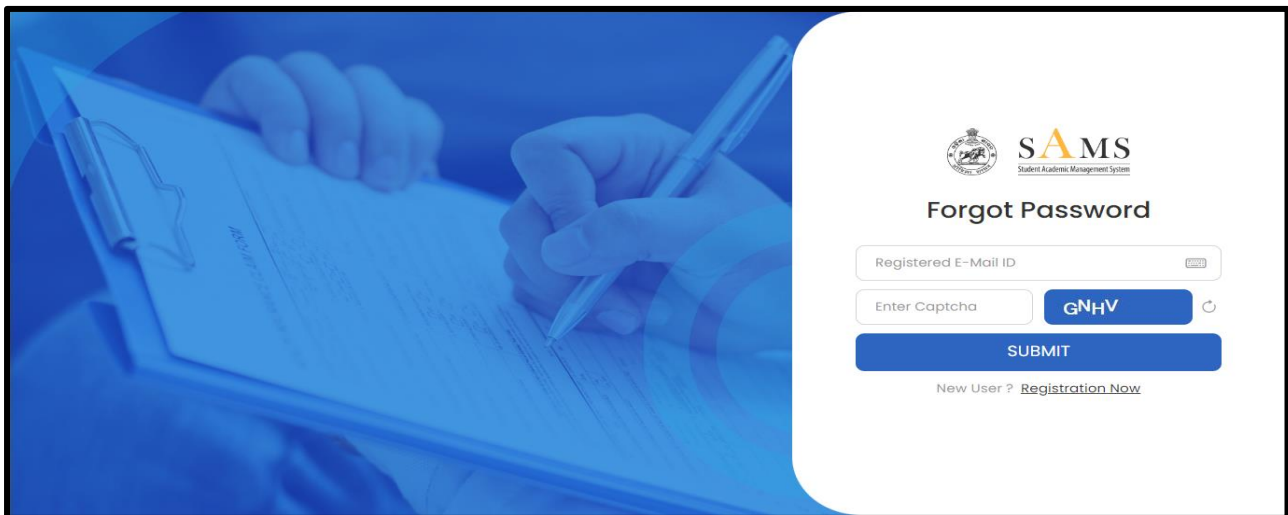 SAMS
Student Academic Management System
Forgot Password
Registered E-Mail ID
Enter Captcha
GNHV
SUBMIT
New User ? Registration Now